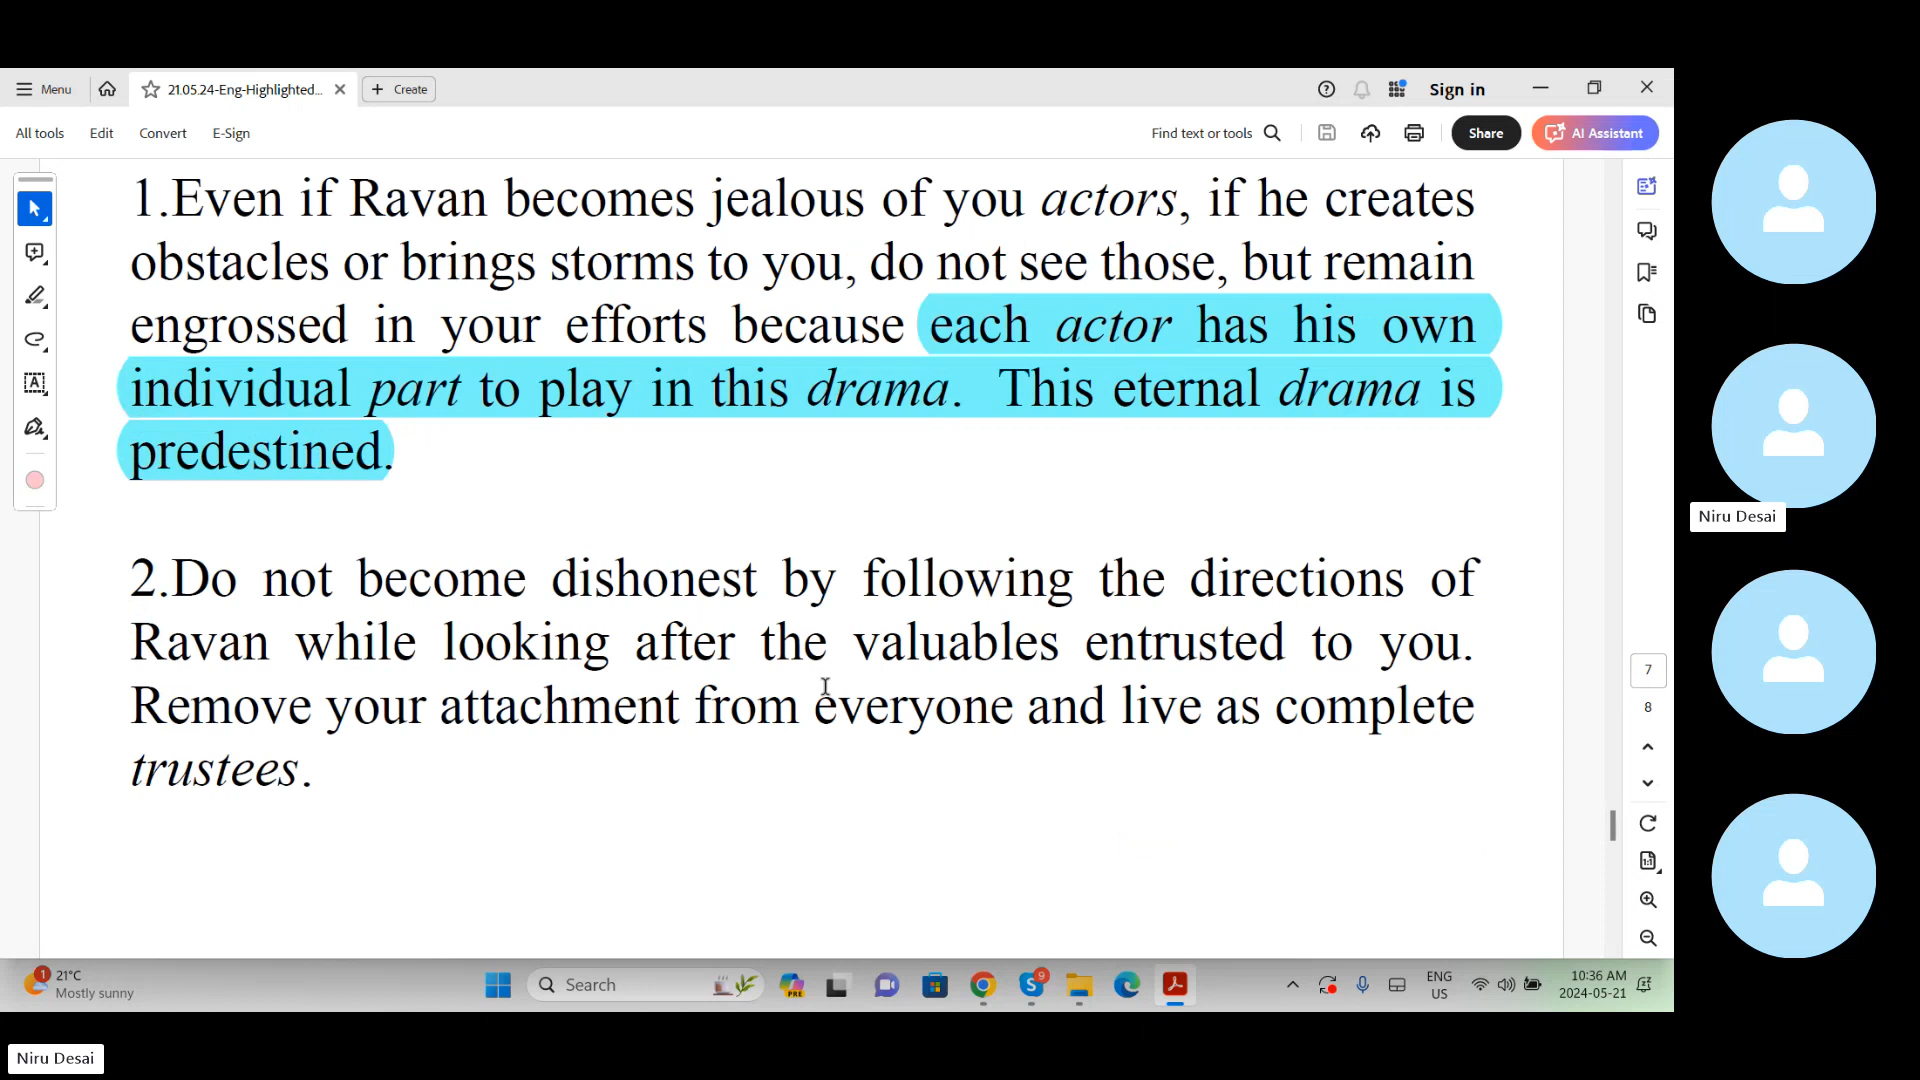 Menu
21.05.24-Eng-Highlighted...
Create
Sign in
All tools
Edit
Convert
E-Sign
Find text or tools
Share
AI Assistant
1.Even if Ravan becomes jealous of you actors, if he creates
obstacles or brings storms to you, do not see those, but remain
engrossed in your efforts because each actor has his own
individual part to play in this drama. This eternal drama is
predestined.
2.Do not become dishonest by following the directions of
Ravan while looking after the valuables entrusted to you.
Remove your attachment from everyone and live as complete
trustees.
7
8
Niru Desai
1
21°C
Mostly sunny
Search
PRE
9
ENG
US
10:36 AM
2024-05-21
Niru Desai